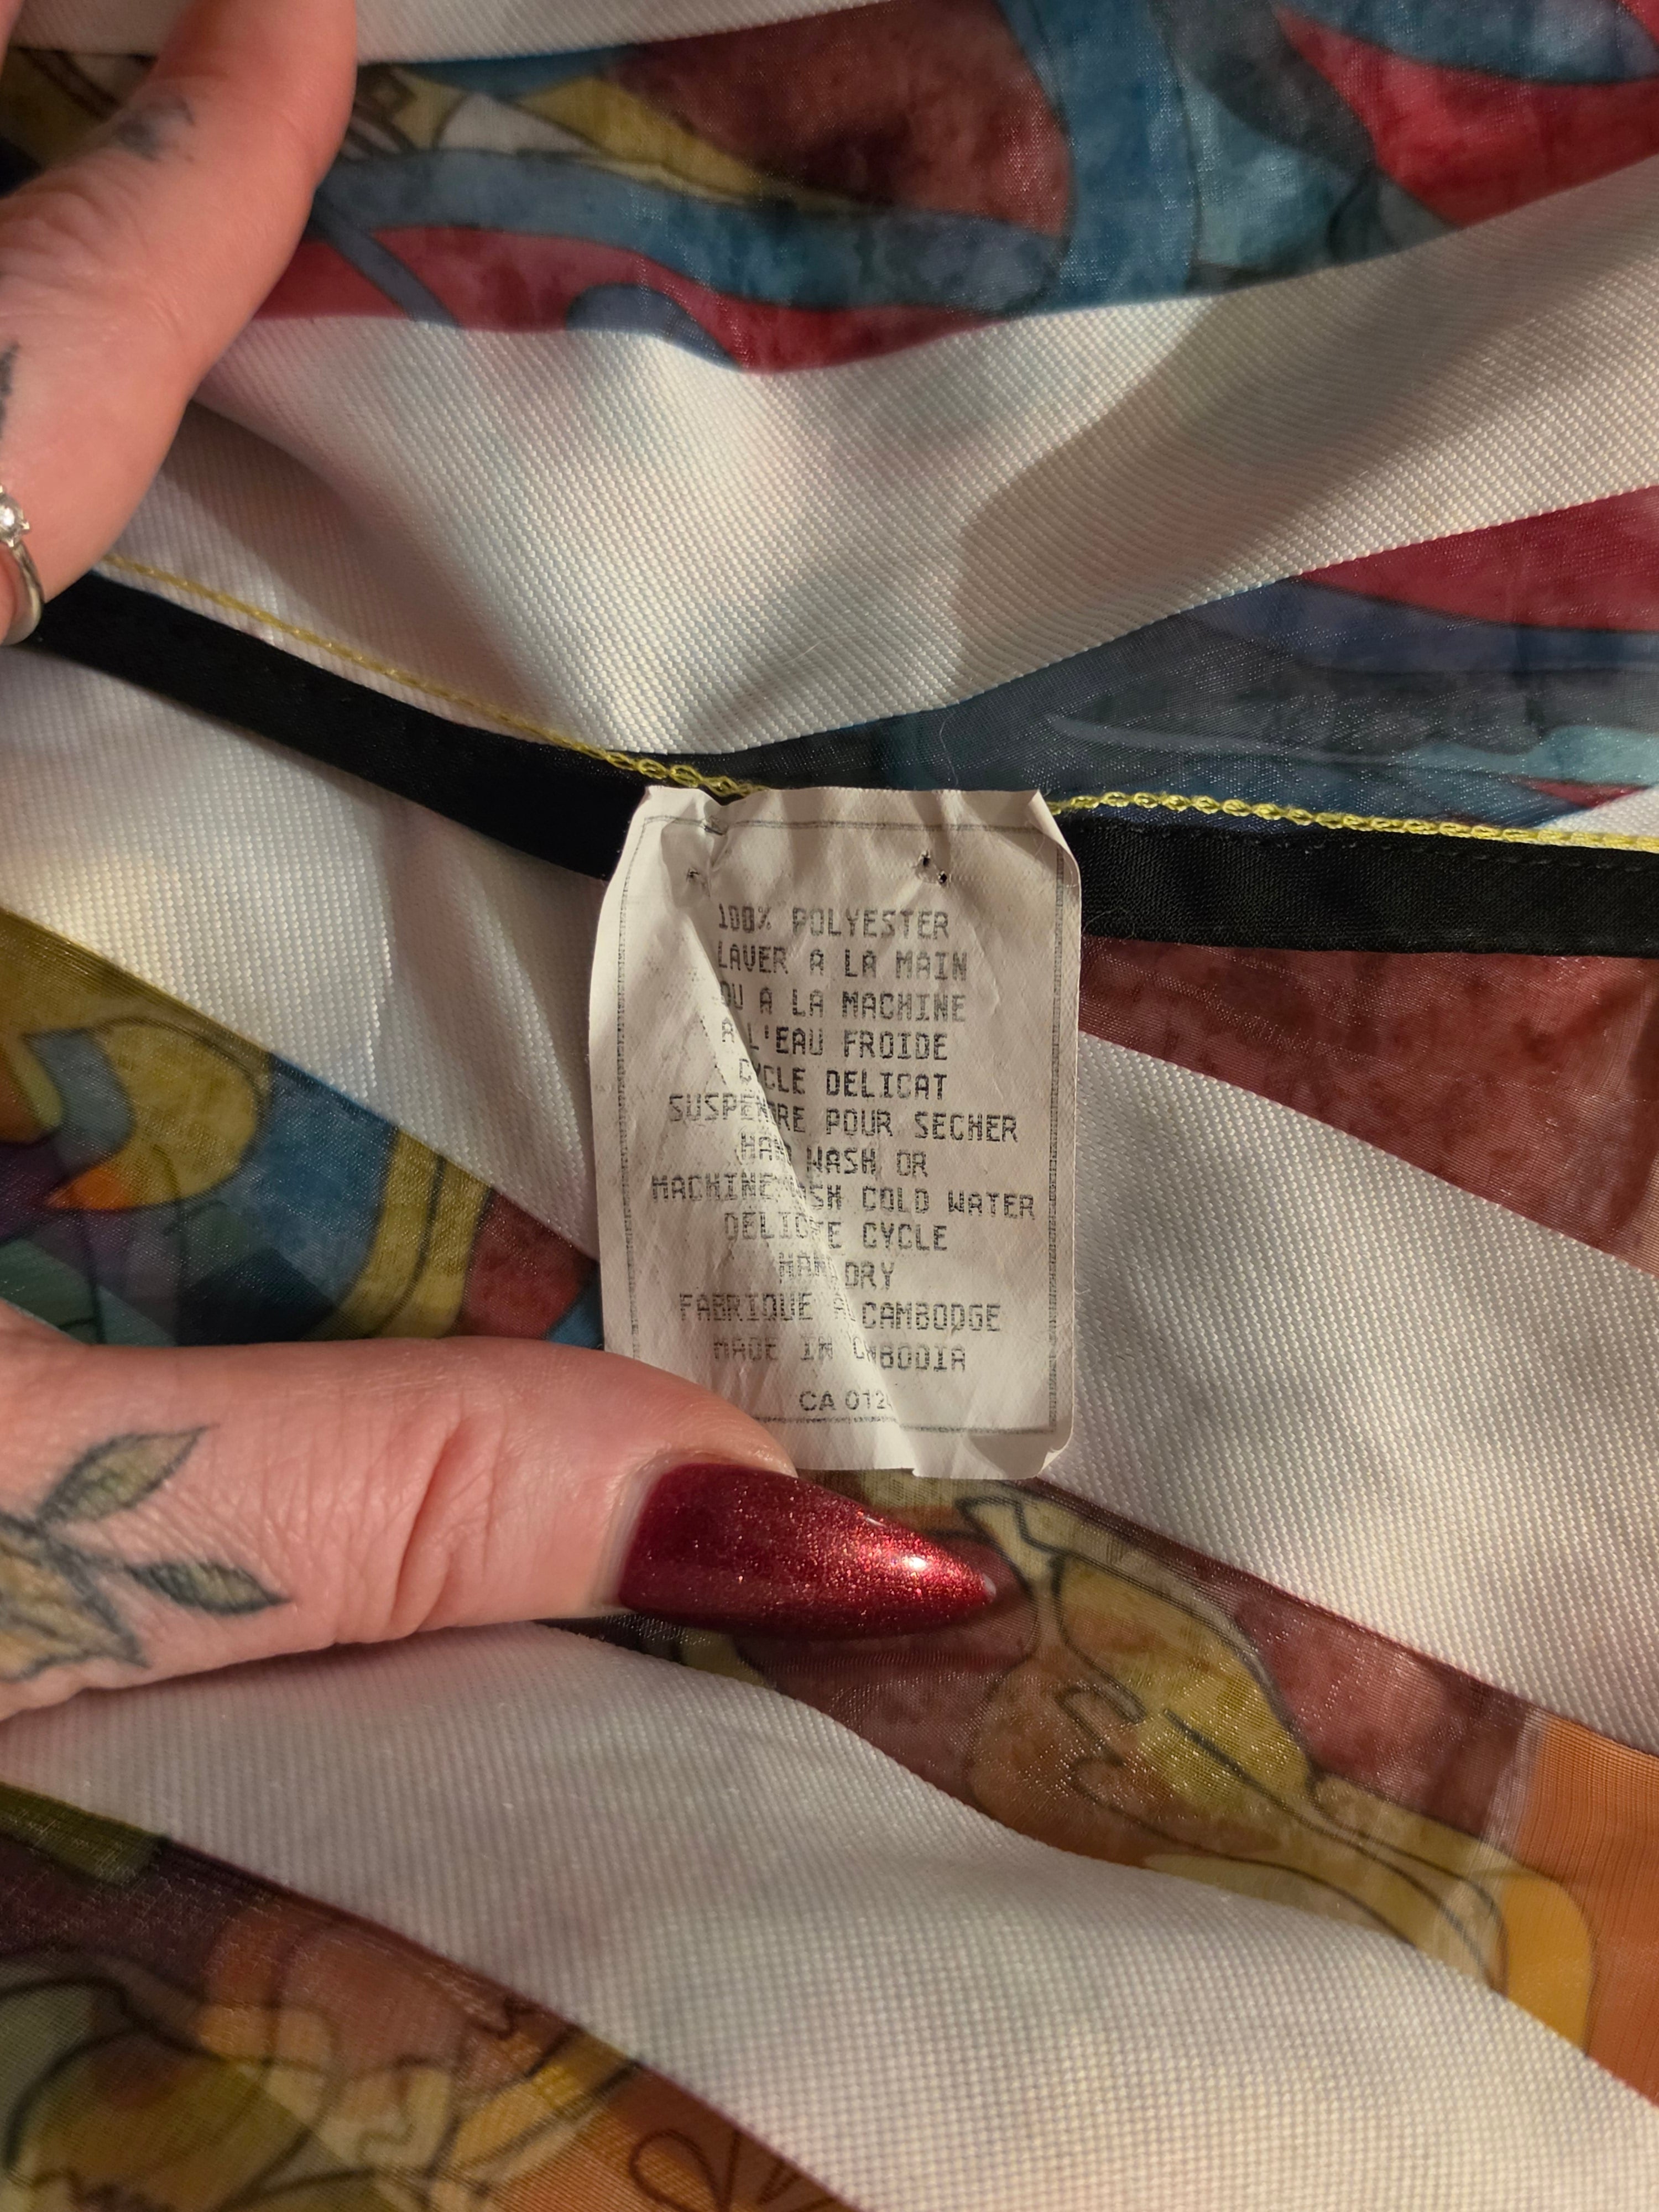 100% POLYESTER
LAVER A LA MAIN
OU A LA MACHINE
A L'EAU FROIDE
CYCLE DELICAT
SUSPENDRE POUR SECHER
HAND WASH OR
MACHINE WASH COLD WATER
DELICATE CYCLE
HANG DRY
FABRIQUE AU CAMBODGE
MADE IN CAMBODIA
CA